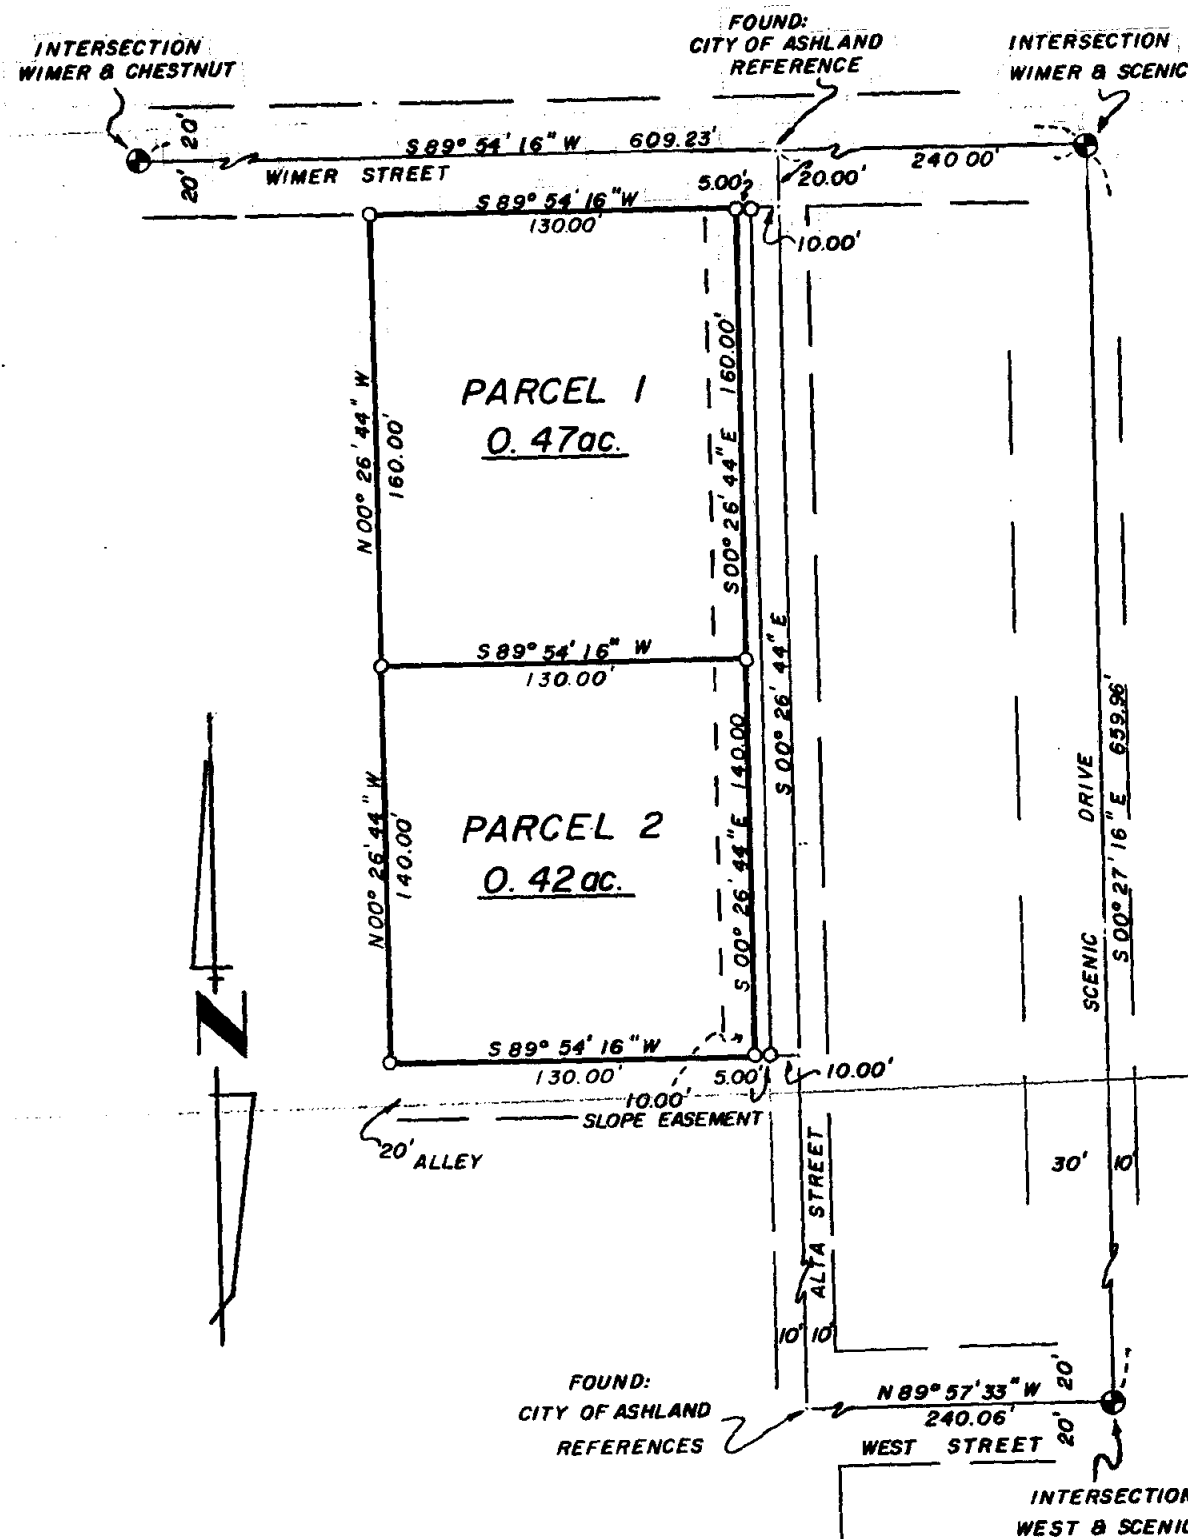 INTERSECTION
WIMER & CHESTNUT
FOUND:
CITY OF ASHLAND
REFERENCE
INTERSECTION
WIMER & SCENIC
20'
20'
S 89° 54' 16" W 609.23'
WIMER STREET
240.00'
5.00'
20.00'
S 89° 54' 16" W
130.00'
10.00'
N 00° 26' 44" W
160.00'
PARCEL 1
0.47ac.
S 00° 26' 44" E 160.00'
S 89° 54' 16" W
130.00'
S 00° 26' 44" E
N 00° 26' 44" W
140.00'
PARCEL 2
0.42ac.
S 00° 26' 44" E 140.00
SCENIC DRIVE
S 00° 27' 16" E 659.96'
N
S 89° 54' 16" W
130.00'
5.00'
10.00'
10.00'
SLOPE EASEMENT
20' ALLEY
ALTA STREET
30' 10'
10' 10'
FOUND:
CITY OF ASHLAND
REFERENCES
N 89° 57' 33" W
240.06'
20'
20'
WEST STREET
INTERSECTION
WEST & SCENIC